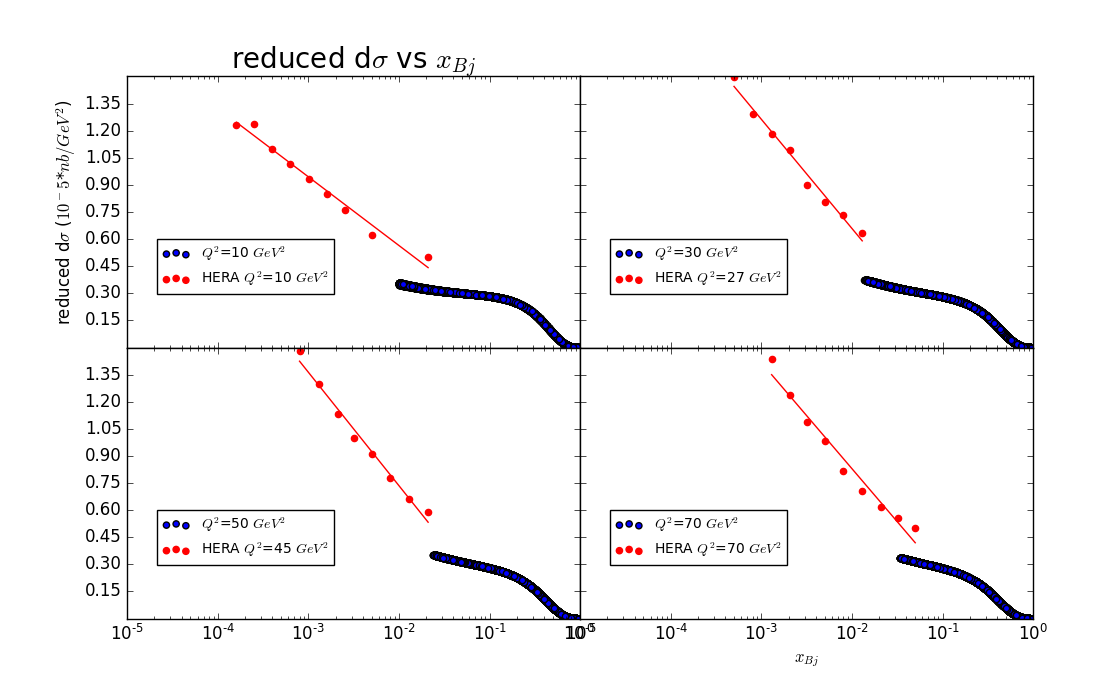 reduced dσ vs x_{Bj}
reduced dσ (10^-5*nb/GeV^2)
1.35
1.20
1.05
0.90
0.75
0.60
0.45
0.30
0.15
Q^2=10 GeV^2
HERA Q^2=10 GeV^2
Q^2=30 GeV^2
HERA Q^2=27 GeV^2
1.35
1.20
1.05
0.90
0.75
0.60
0.45
0.30
0.15
Q^2=50 GeV^2
HERA Q^2=45 GeV^2
Q^2=70 GeV^2
HERA Q^2=70 GeV^2
10^-5 10^-4 10^-3 10^-2 10^-1 10^-4 10^-3 10^-2 10^-1 10^0
x_{Bj}